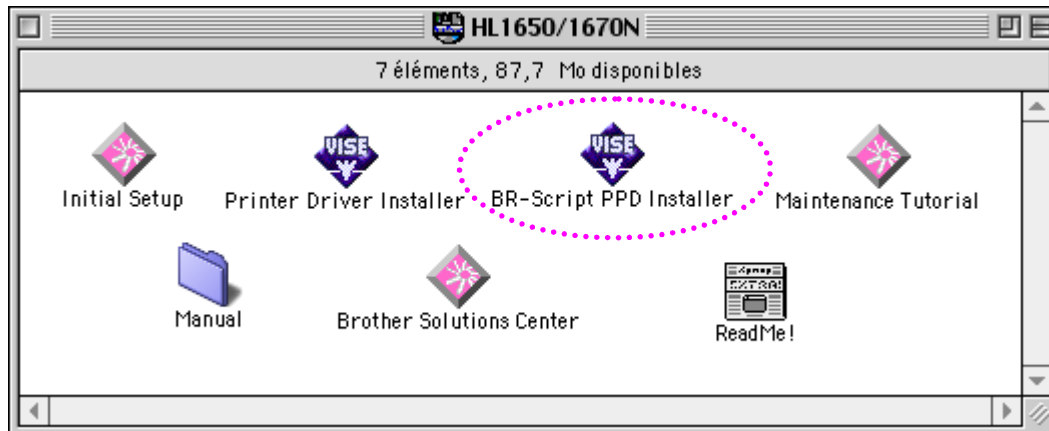 HL1650/1670N
7 éléments, 87,7 Mo disponibles
VISE
VISE
Initial Setup
Printer Driver Installer
BR-Script PPD Installer
Maintenance Tutorial
EXTRA!
Manual
Brother Solutions Center
ReadMe!